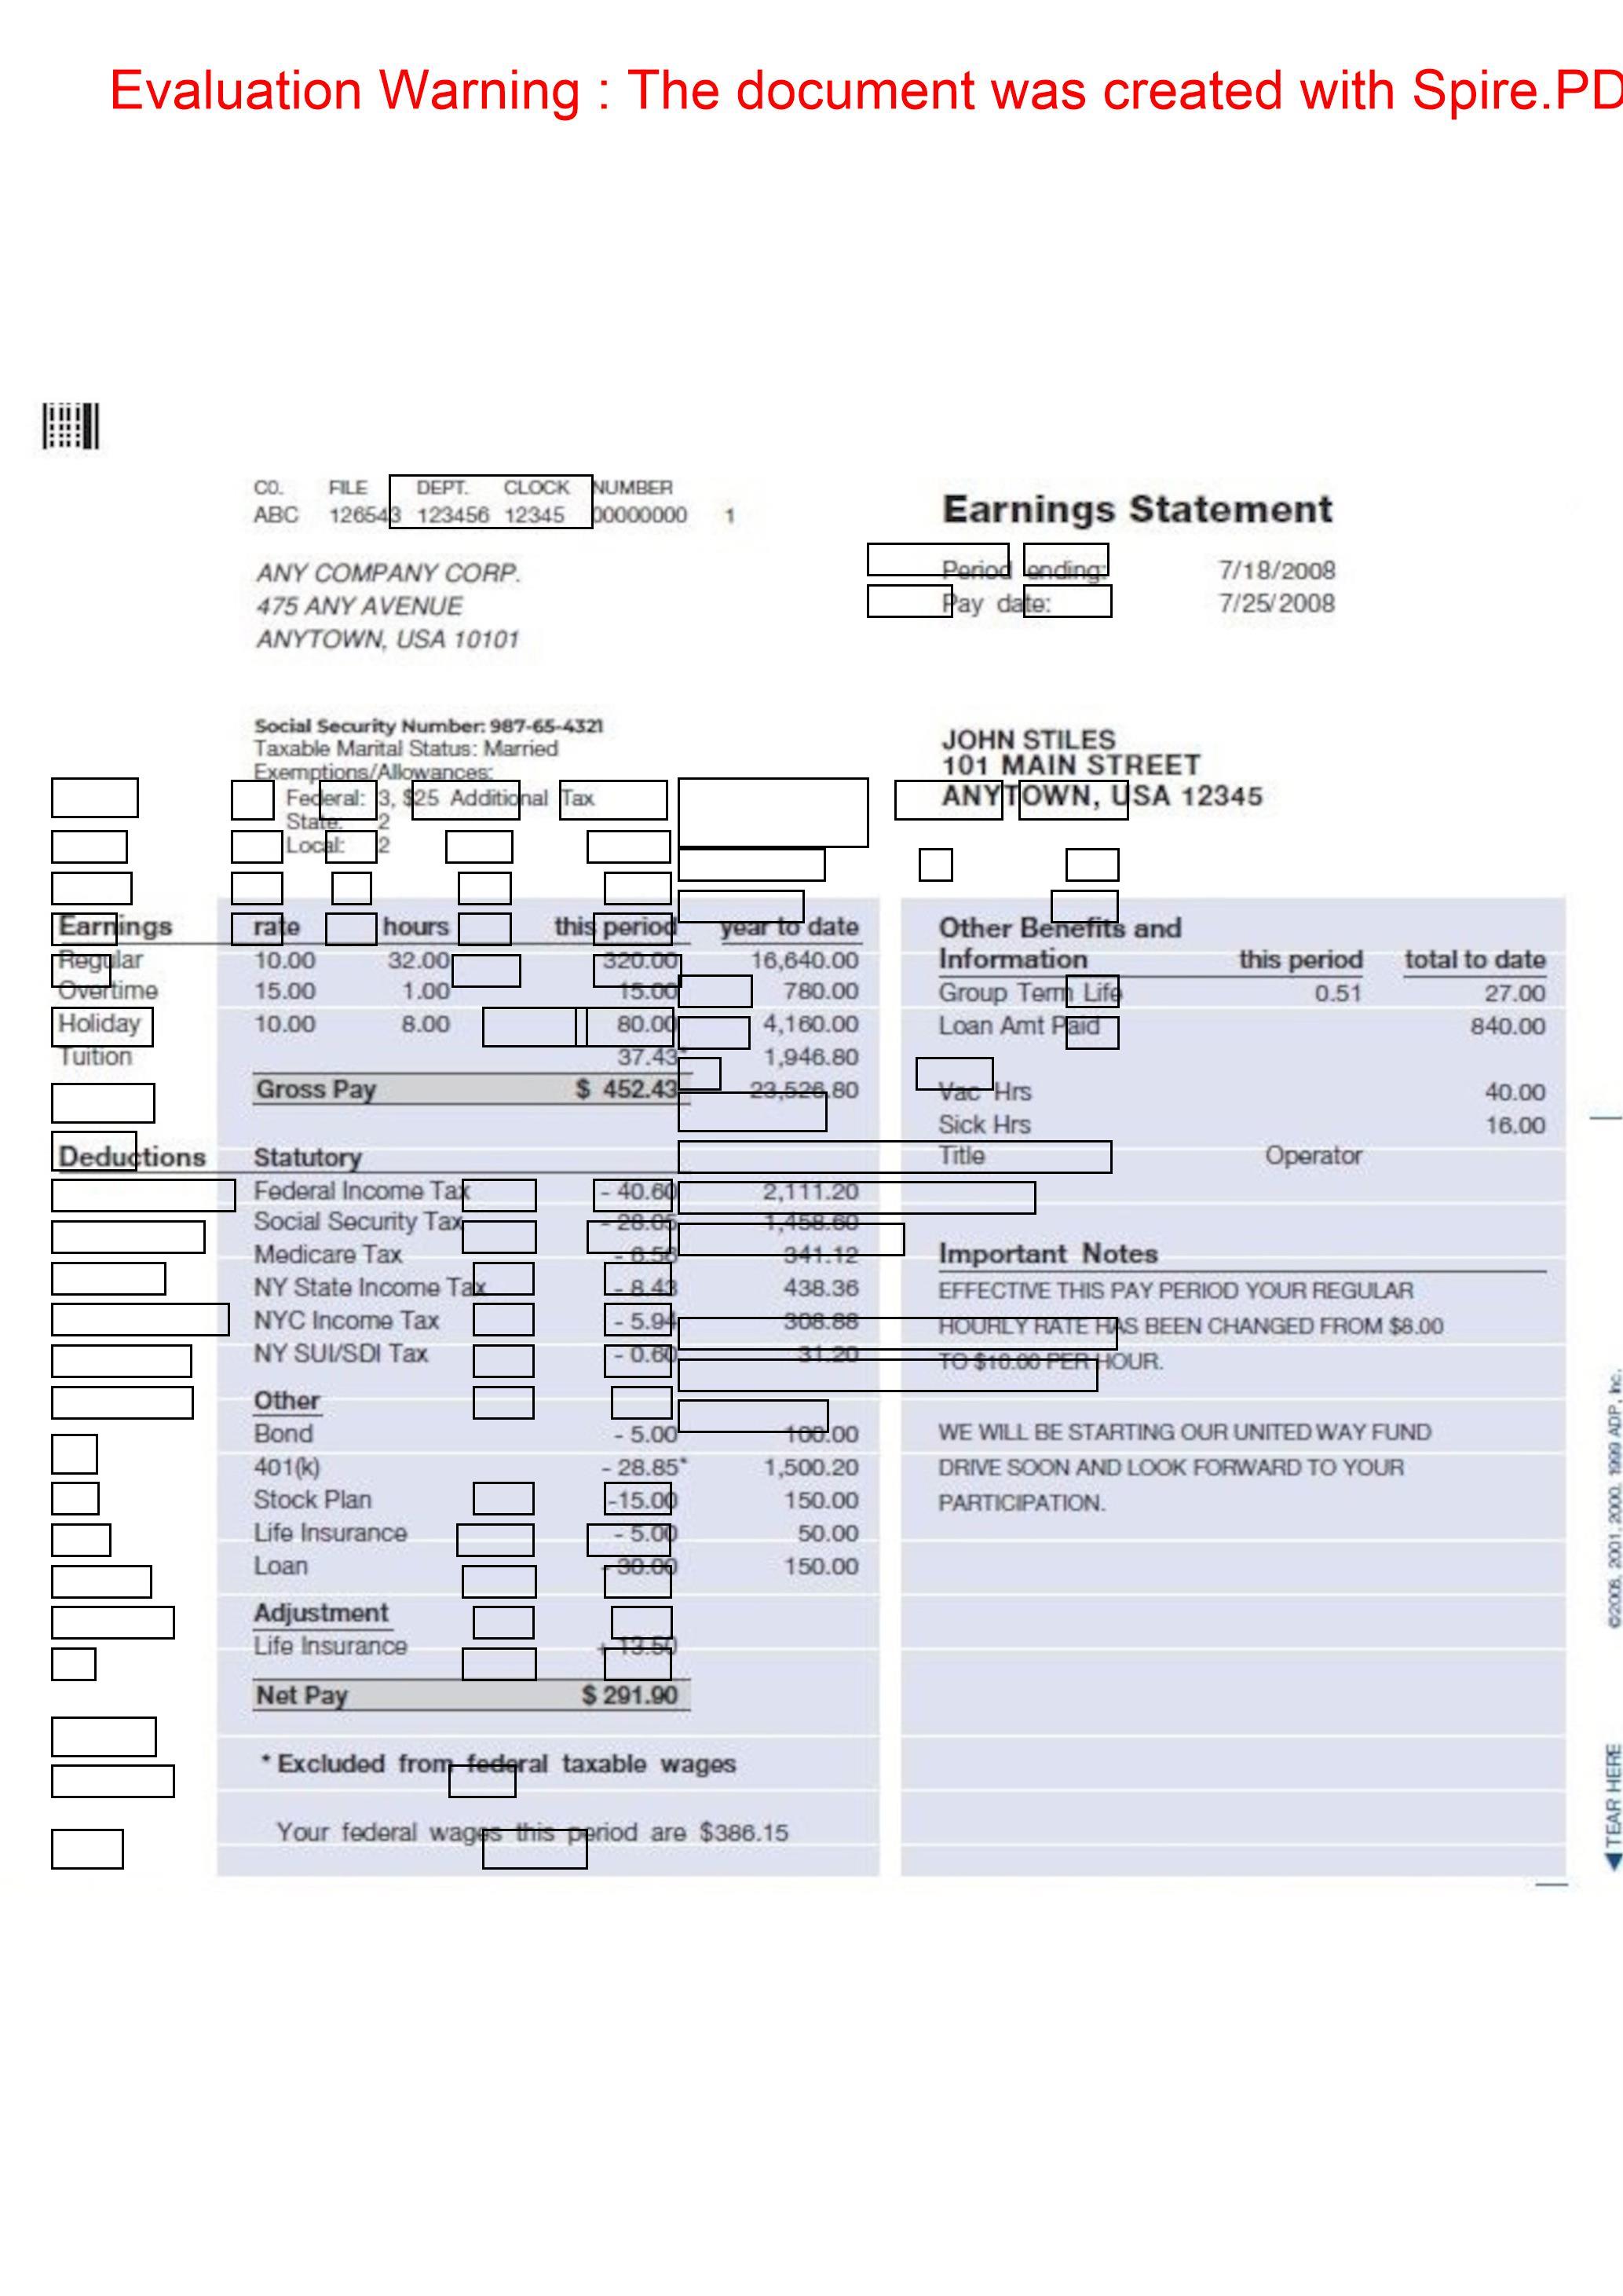 Evaluation Warning : The document was created with Spire.PD
CO. FILE DEPT. CLOCK NUMBER
ABC 126543 123456 12345 00000000 1
Earnings Statement
ANY COMPANY CORP.
475 ANY AVENUE
ANYTOWN, USA 10101
Period ending: 7/18/2008
Pay date: 7/25/2008
Social Security Number: 987-65-4321
Taxable Marital Status: Married
Exemptions/Allowances:
Federal: 3, $25 Additional Tax
State: 2
Local: 2
JOHN STILES
101 MAIN STREET
ANYTOWN, USA 12345
Earnings rate hours this period year to date
Regular 10.00 32.00 320.00 16,640.00
Overtime 15.00 1.00 15.00 780.00
Holiday 10.00 8.00 80.00 4,160.00
Tuition 37.43* 1,946.80
Gross Pay $ 452.43 23,526.80
Deductions Statutory
Federal Income Tax - 40.60 2,111.20
Social Security Tax - 28.05 1,458.60
Medicare Tax - 6.56 341.12
NY State Income Tax - 8.43 438.36
NYC Income Tax - 5.94 308.88
NY SUI/SDI Tax - 0.60 31.20
Other
Bond - 5.00 100.00
401(k) - 28.85* 1,500.20
Stock Plan -15.00 150.00
Life Insurance - 5.00 50.00
Loan - 30.00 150.00
Adjustment
Life Insurance + 13.50
Net Pay $ 291.90
* Excluded from federal taxable wages
Your federal wages this period are $386.15
Other Benefits and
Information this period total to date
Group Term Life 0.51 27.00
Loan Amt Paid 840.00
Vac Hrs 40.00
Sick Hrs 16.00
Title Operator
Important Notes
EFFECTIVE THIS PAY PERIOD YOUR REGULAR
HOURLY RATE HAS BEEN CHANGED FROM $8.00
TO $10.00 PER HOUR.
WE WILL BE STARTING OUR UNITED WAY FUND
DRIVE SOON AND LOOK FORWARD TO YOUR
PARTICIPATION.
©2006, 2001, 2000, 1999 ADP, Inc.
TEAR HERE